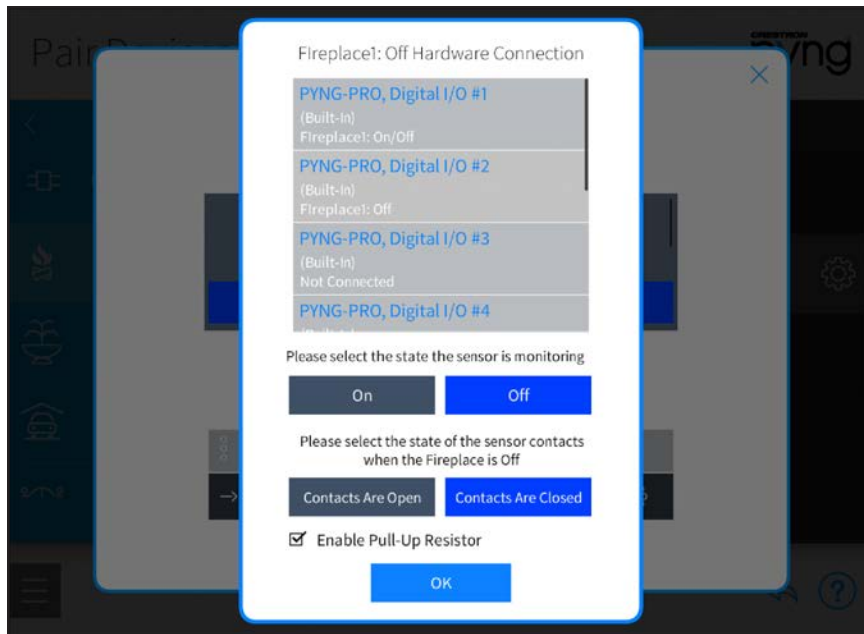 Pair
CRESTRON
pyng
FIreplace1: Off Hardware Connection
PYNG-PRO, Digital I/O #1
(Built-In)
FIreplace1: On/Off
PYNG-PRO, Digital I/O #2
(Built-In)
FIreplace1: Off
PYNG-PRO, Digital I/O #3
(Built-In)
Not Connected
PYNG-PRO, Digital I/O #4
Please select the state the sensor is monitoring
On Off
Please select the state of the sensor contacts
when the Fireplace is Off
Contacts Are Open Contacts Are Closed
Enable Pull-Up Resistor
OK
?